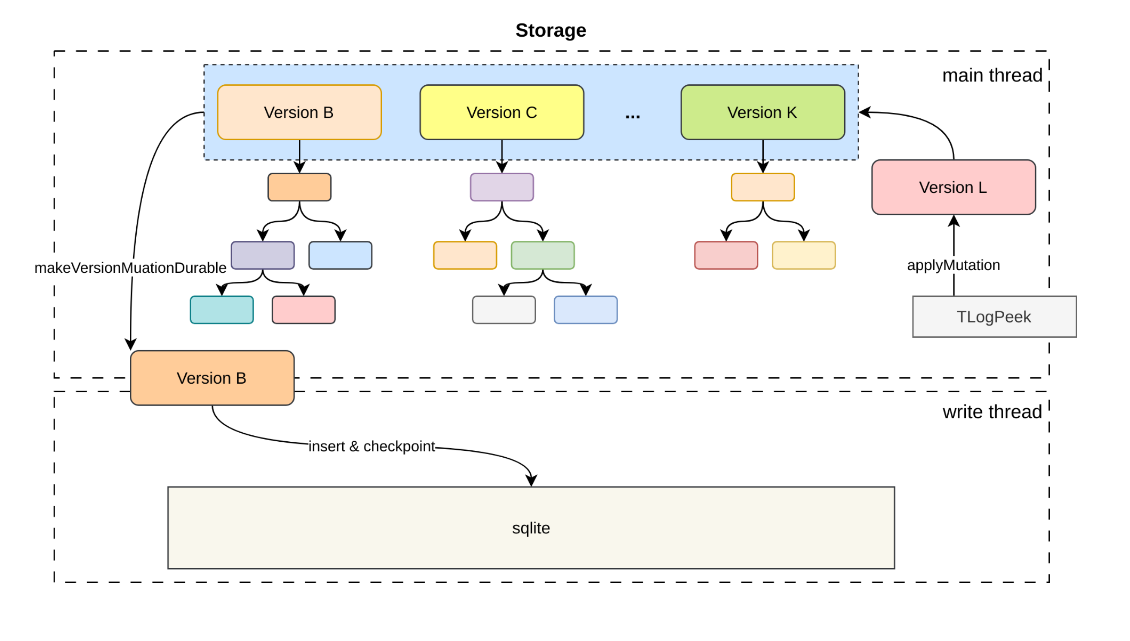 Storage
main thread
Version B
Version C
...
Version K
Version L
makeVersionMuationDurable
applyMutation
TLogPeek
Version B
write thread
insert & checkpoint
sqlite